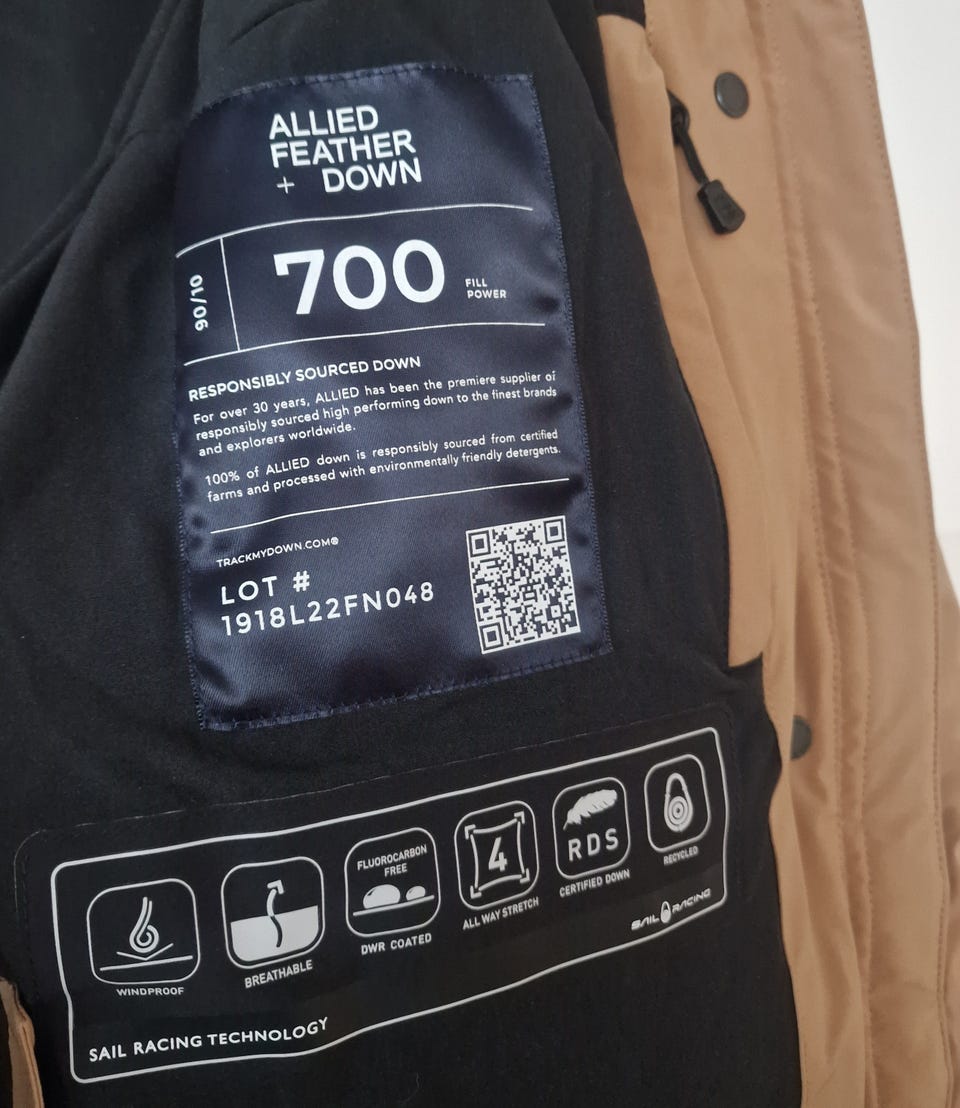 ALLIED
FEATHER
+ DOWN
90/10
700
FILL
POWER
RESPONSIBLY SOURCED DOWN
For over 30 years, ALLIED has been the premiere supplier of
responsibly sourced high performing down to the finest brands
and explorers worldwide.
100% of ALLIED down is responsibly sourced from certified
farms and processed with environmentally friendly detergents.
TRACKMYDOWN.COM®
LOT #
1918L22FN048
WINDPROOF
BREATHABLE
FLUOROCARBON
FREE
DWR COATED
4
ALL WAY STRETCH
RDS
CERTIFIED DOWN
RECYCLED
SAIL RACING
SAIL RACING TECHNOLOGY